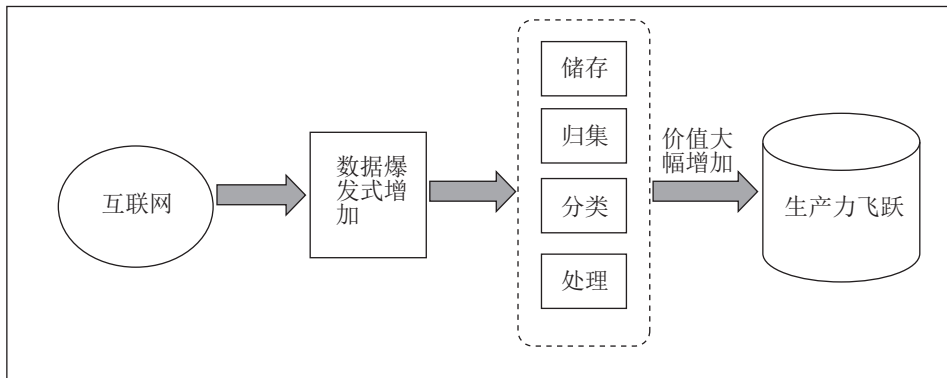 互联网
数据爆
发式增
加
储存
归集
分类
处理
价值大
幅增加
生产力飞跃